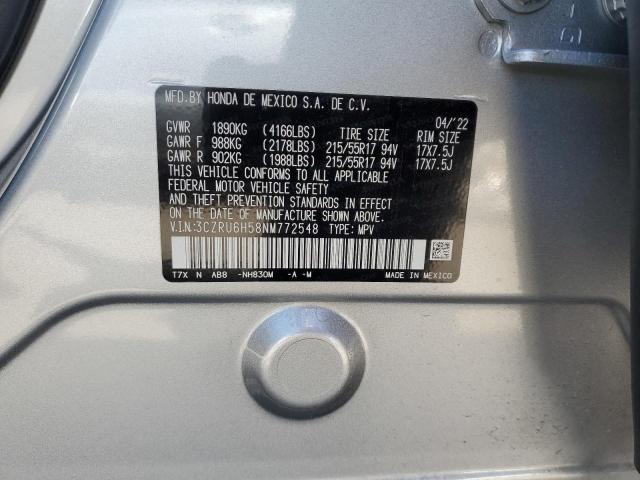 GI
MFD.BY HONDA DE MEXICO S.A. DE C.V.
04/'22
GVWR 1890KG (4166LBS) TIRE SIZE RIM SIZE
GAWR F 988KG (2178LBS) 215/55R17 94V 17X7.5J
GAWR R 902KG (1988LBS) 215/55R17 94V 17X7.5J
THIS VEHICLE CONFORMS TO ALL APPLICABLE
FEDERAL MOTOR VEHICLE SAFETY
AND THEFT PREVENTION STANDARDS IN EFFECT
ON THE DATE OF MANUFACTURE SHOWN ABOVE.
V.I.N:3CZRU6H58NM772548 TYPE: MPV
T7X N ABB -NH830M -A -M MADE IN MEXICO